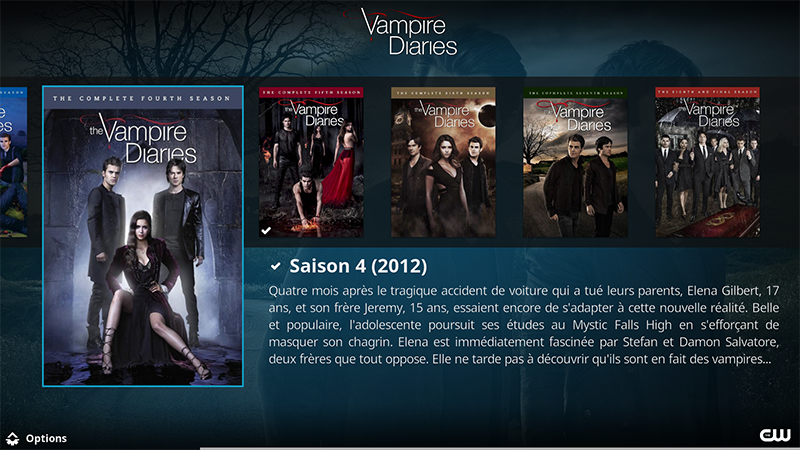 the Vampire
Diaries
THE COMPLETE FOURTH SEASON
the Vampire
Diaries
THE COMPLETE FIFTH SEASON
the Vampire
Diaries
THE COMPLETE SIXTH SEASON
the Vampire
Diaries
THE COMPLETE SEVENTH SEASON
the Vampire
Diaries
THE EIGHTH AND FINAL SEASON
the Vampire
Diaries
Saison 4 (2012)
Quatre mois après le tragique accident de voiture qui a tué leurs parents, Elena Gilbert, 17
ans, et son frère Jeremy, 15 ans, essaient encore de s'adapter à cette nouvelle réalité. Belle
et populaire, l'adolescente poursuit ses études au Mystic Falls High en s'efforçant de
masquer son chagrin. Elena est immédiatement fascinée par Stefan et Damon Salvatore,
deux frères que tout oppose. Elle ne tarde pas à découvrir qu'ils sont en fait des vampires...
Options
CW